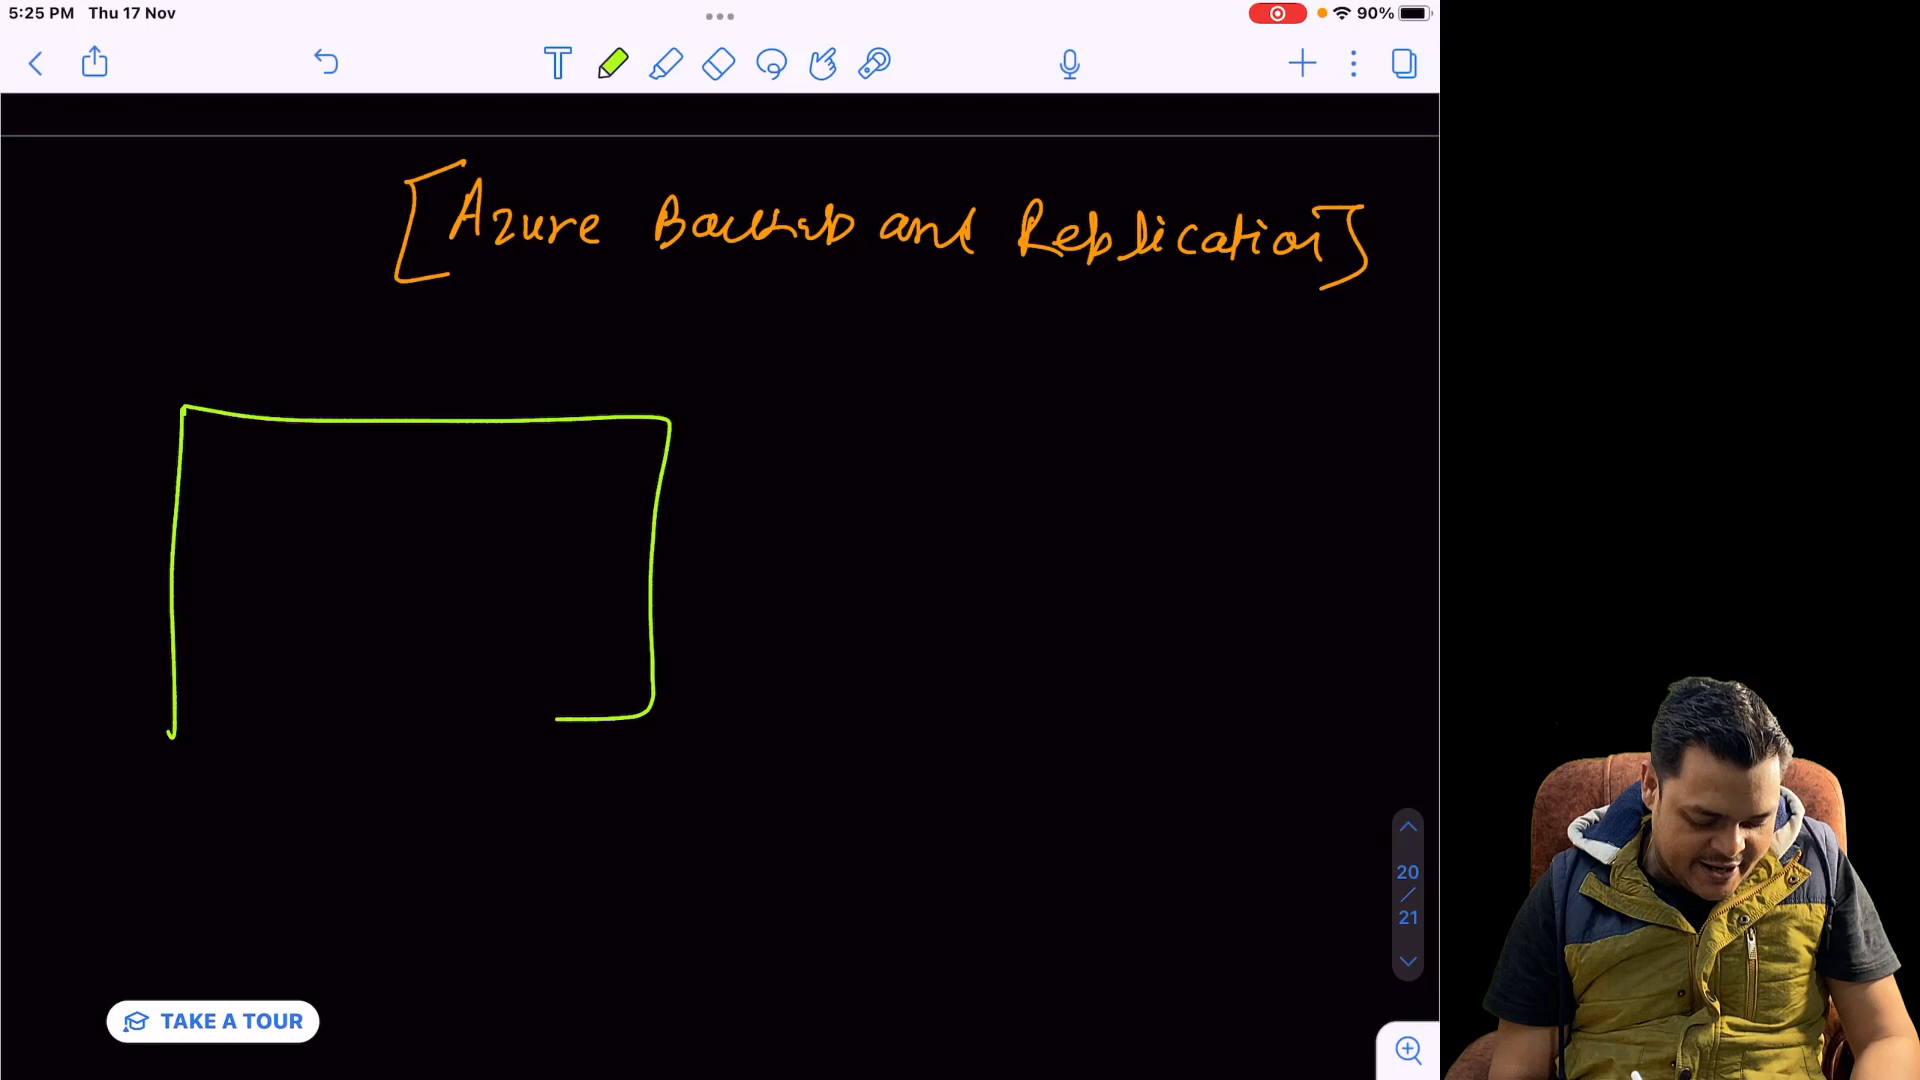 5:25 PM Thu 17 Nov
90%
T
[Azure Backup and Replication]
20
/
21
TAKE A TOUR